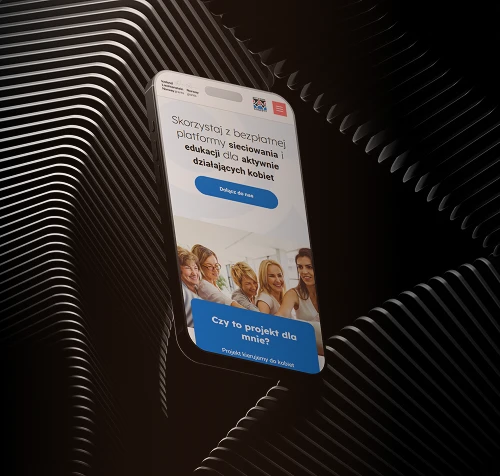 Skorzystaj z bezpłatnej
platformy sieciowania i
edukacji dla aktywnie
działających kobiet
Dołącz do nas
Czy to projekt dla
mnie?
Projekt kierujemy do kobiet